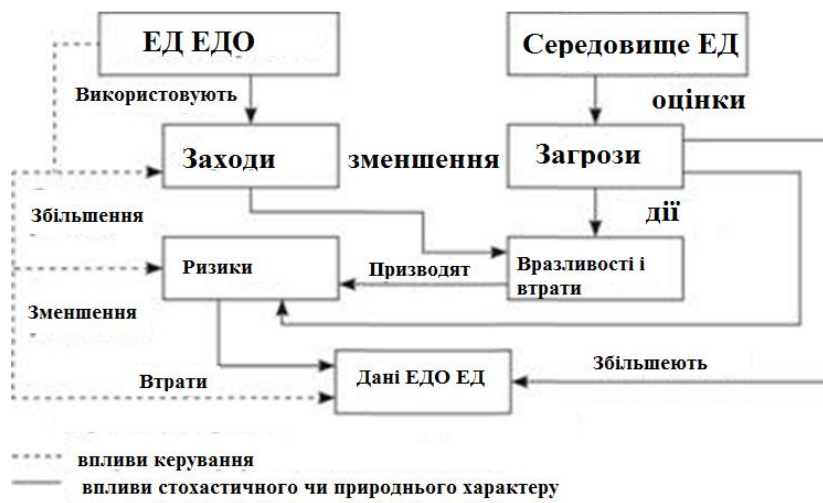 ЕД ЕДО
Середовище ЕД
Використовують
оцінки
Заходи
зменшення
Загрози
Збільшення
дії
Ризики
Призводят
Вразливості і
втрати
Зменшення
Втрати
Дані ЕДО ЕД
Збільшеють
впливи керування
впливи стохастичного чи природнього характеру